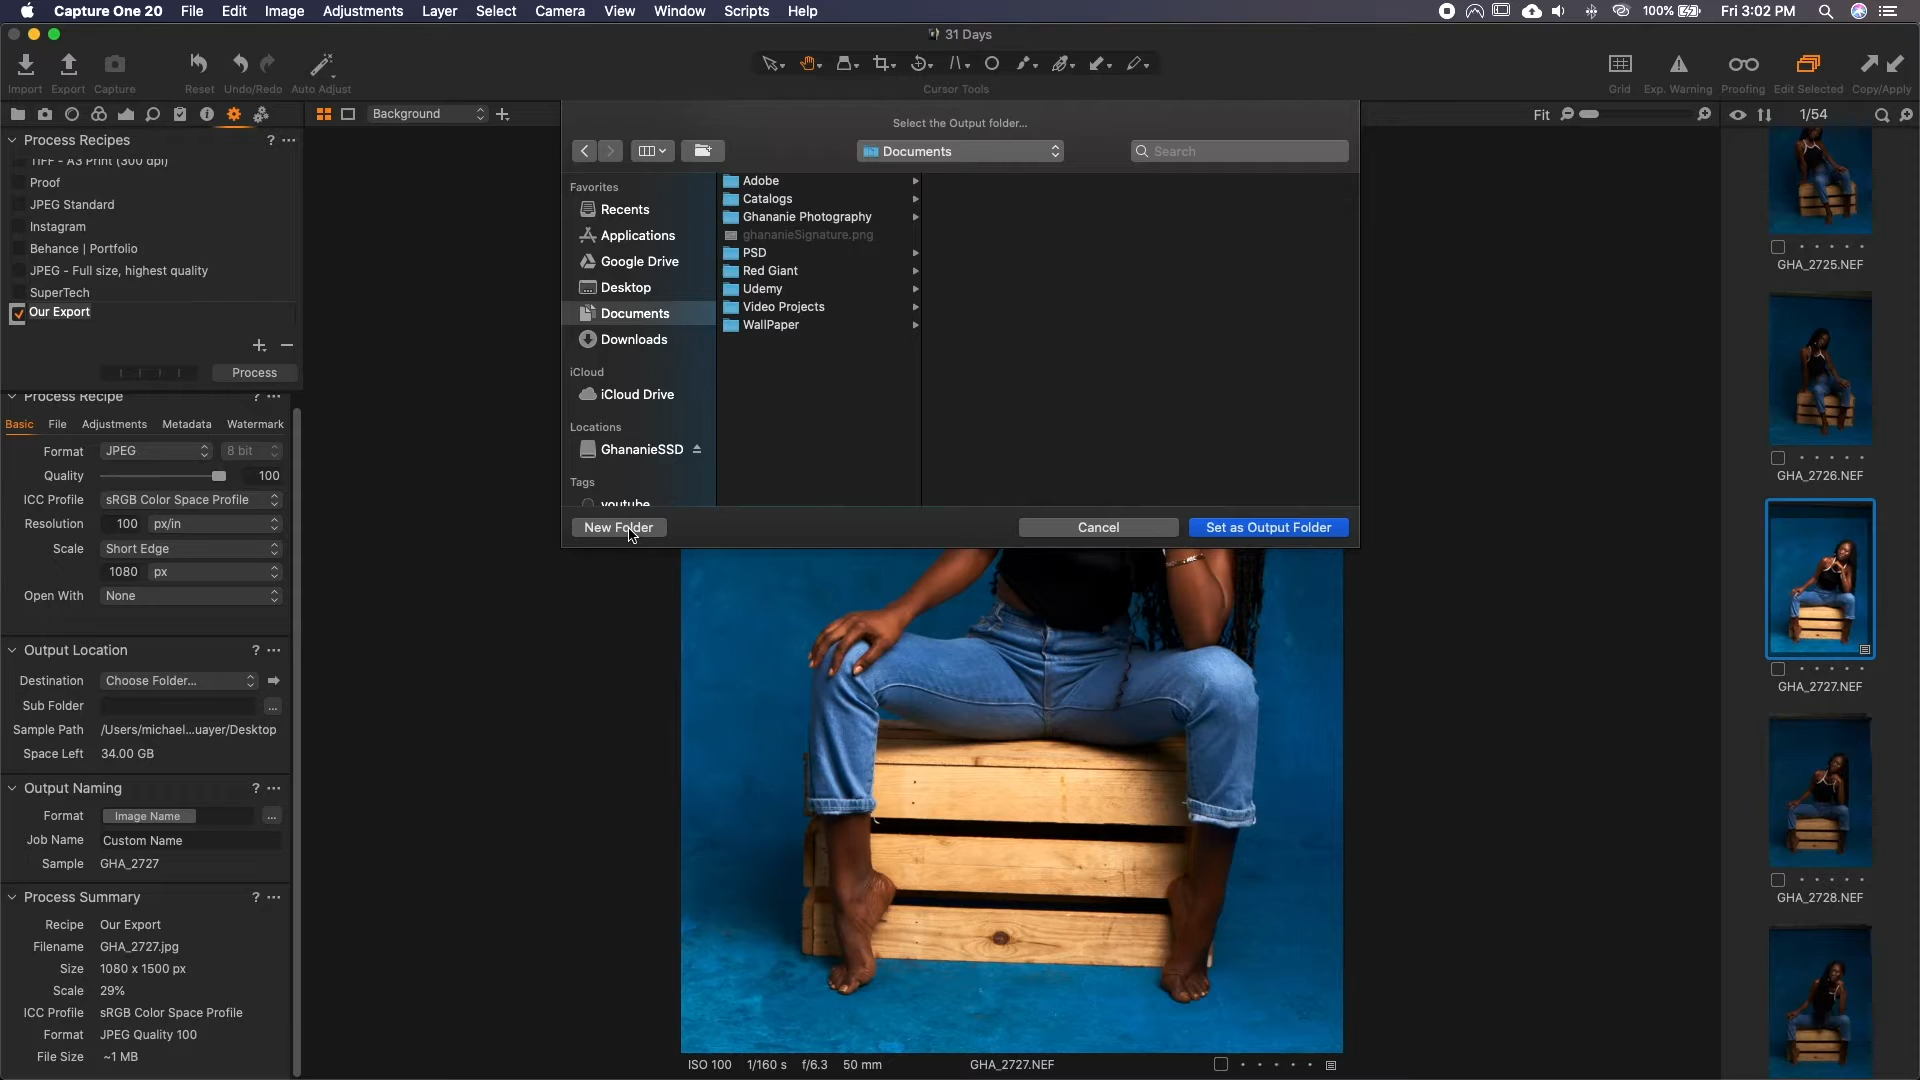 Capture One 20 File Edit Image Adjustments Layer Select Camera View Window Scripts Help 100% Fri 3:02 PM
31 Days
Import Export Capture Reset Undo/Redo Auto Adjust Cursor Tools Grid Exp. Warning Proofing Edit Selected Copy/Apply
Background Fit 1/54
Process Recipes ? ...
TIFF - A3 Print (300 dpi)
Proof
JPEG Standard
Instagram
Behance | Portfolio
JPEG - Full size, highest quality
SuperTech
Our Export
Process
Process Recipe ? ...
Basic File Adjustments Metadata Watermark
Format JPEG 8 bit
Quality 100
ICC Profile sRGB Color Space Profile
Resolution 100 px/in
Scale Short Edge
1080 px
Open With None
Output Location ? ...
Destination Choose Folder...
Sub Folder ...
Sample Path /Users/michael...uayer/Desktop
Space Left 34.00 GB
Output Naming ? ...
Format Image Name ...
Job Name Custom Name
Sample GHA_2727
Process Summary ? ...
Recipe Our Export
Filename GHA_2727.jpg
Size 1080 x 1500 px
Scale 29%
ICC Profile sRGB Color Space Profile
Format JPEG Quality 100
File Size ~1 MB
Select the Output folder...
Documents Search
Favorites
Recents
Applications
Google Drive
Desktop
Documents
Downloads
iCloud
iCloud Drive
Locations
GhananieSSD
Tags
youtube
Adobe
Catalogs
Ghananie Photography
ghananieSignature.png
PSD
Red Giant
Udemy
Video Projects
WallPaper
New Folder Cancel Set as Output Folder
ISO 100 1/160 s f/6.3 50 mm GHA_2727.NEF
GHA_2725.NEF
GHA_2726.NEF
GHA_2727.NEF
GHA_2728.NEF